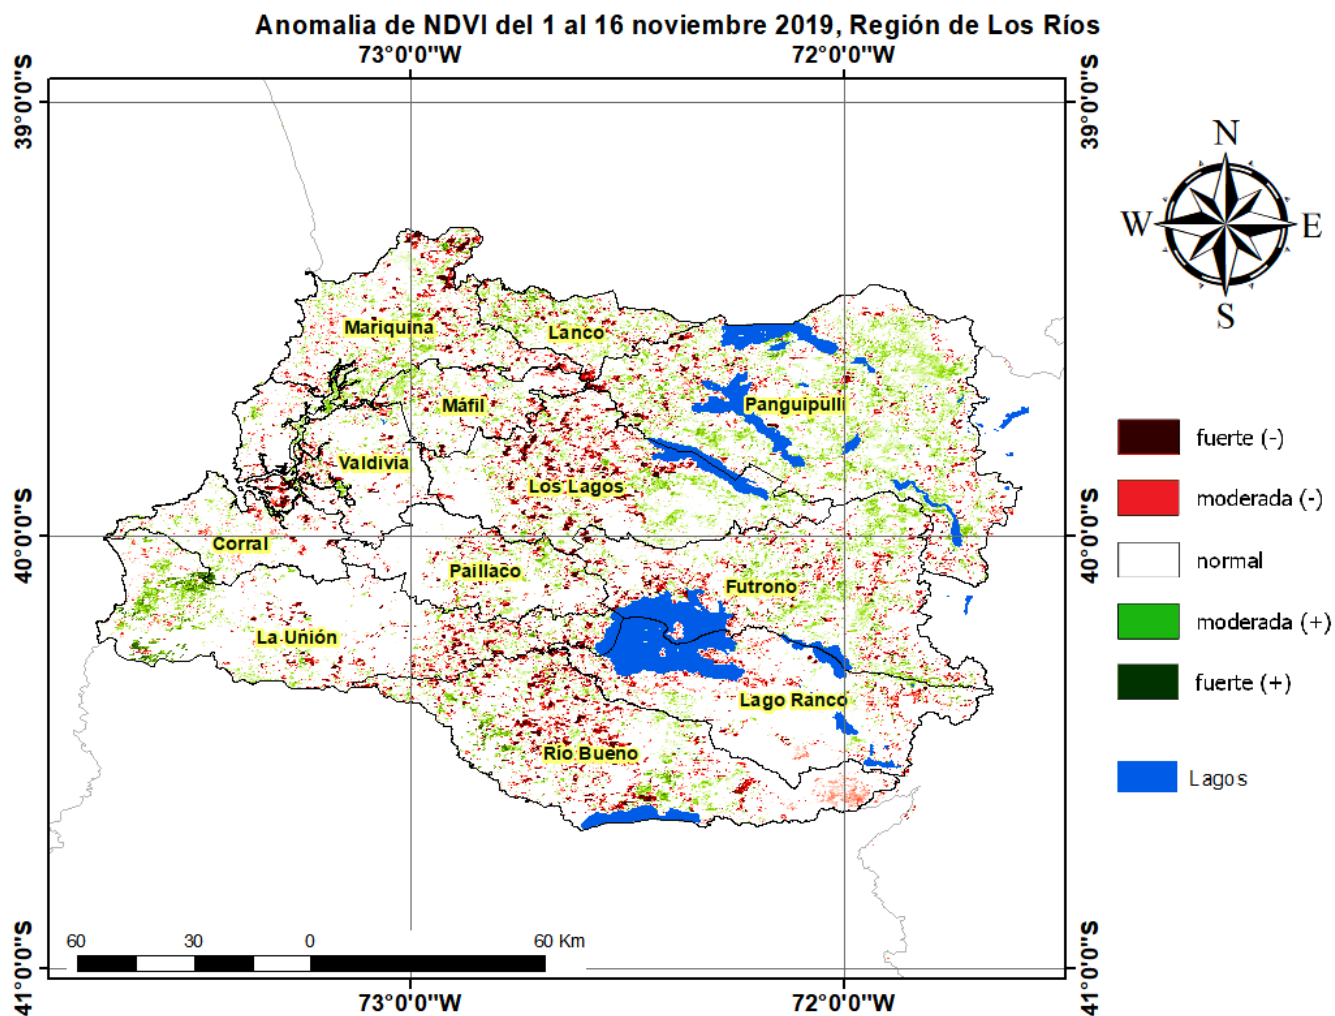 Anomalia de NDVI del 1 al 16 noviembre 2019, Región de Los Ríos
73°0'0"W
72°0'0"W
39°0'0"S
39°0'0"S
N
W
E
S
Mariquina
Lanco
Máfil
Panguipulli
Valdivia
Los Lagos
fuerte (-)
moderada (-)
normal
moderada (+)
fuerte (+)
Lagos
40°0'0"S
40°0'0"S
Corral
Paillaco
Futrono
La Unión
Lago Ranco
Río Bueno
60
30
0
60 Km
41°0'0"S
41°0'0"S
73°0'0"W
72°0'0"W